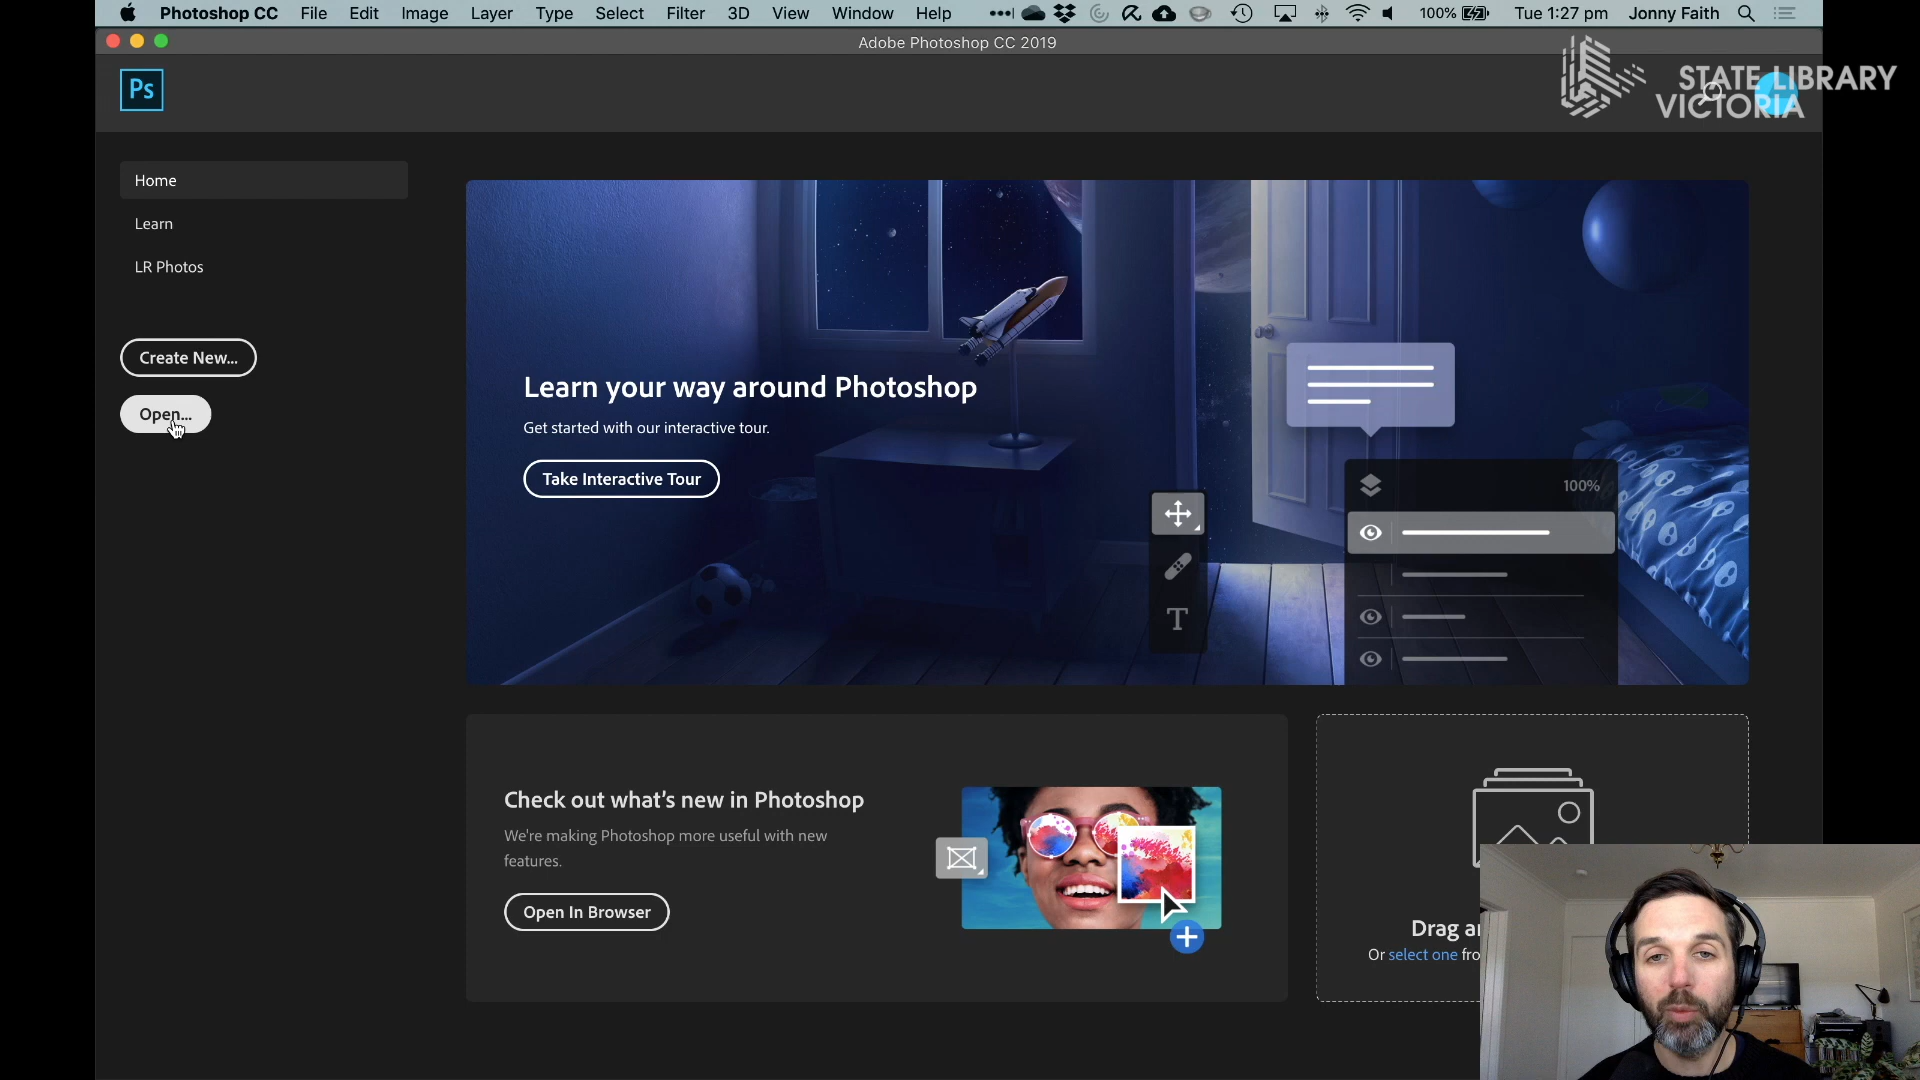 Photoshop CC File Edit Image Layer Type Select Filter 3D View Window Help 100% Tue 1:27 pm Jonny Faith
Adobe Photoshop CC 2019
Ps
STATE LIBRARY
VICTORIA
Home
Learn
LR Photos
Create New...
Open...
Learn your way around Photoshop
Get started with our interactive tour.
Take Interactive Tour
100%
T
Check out what's new in Photoshop
We're making Photoshop more useful with new
features.
Open In Browser
Drag
Or select one